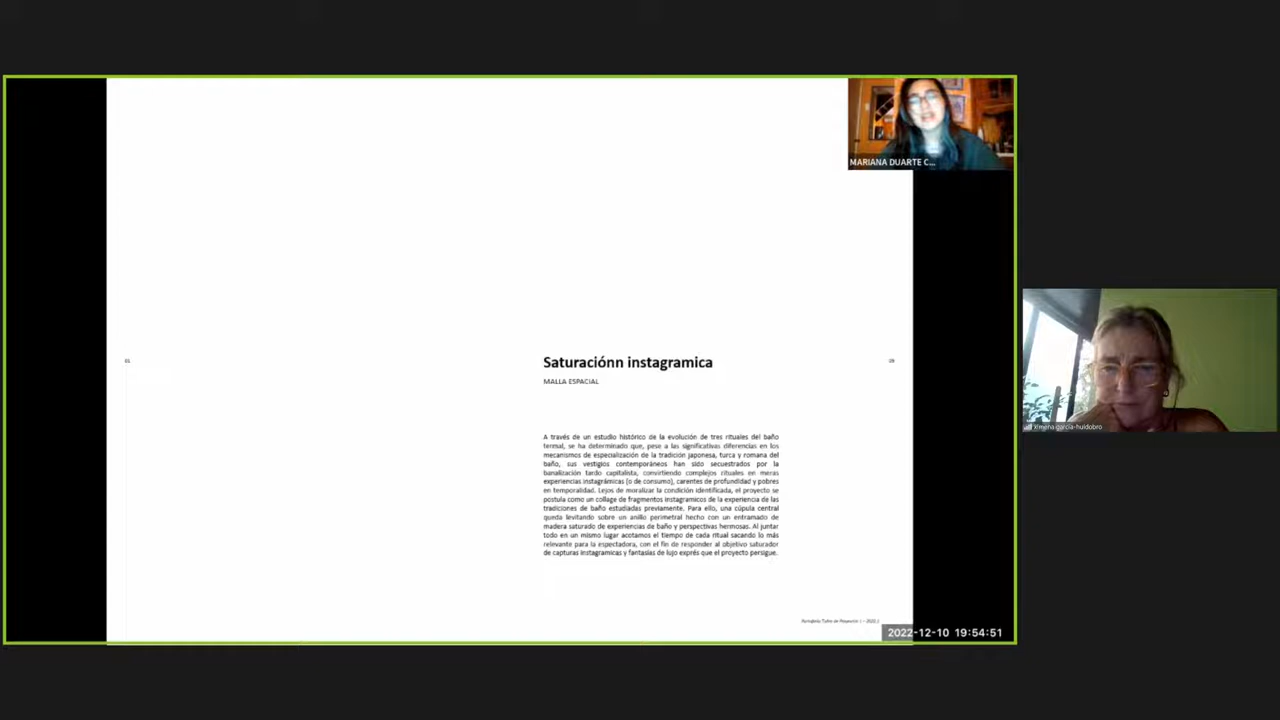 MARIANA DUARTE C...
Saturaciónn instagramica
MALLA ESPACIAL
A través de un estudio histórico de la evolución de tres rituales del baño
termal, se ha determinado que, pese a las significativas diferencias en los
mecanismos de especialización de la tradición japonesa, turca y romana del
baño, sus vestigios contemporáneos han sido secuestrados por la
banalización tardo capitalista, convirtiendo complejos rituales en meras
experiencias instagrámicas (o de consumo), carentes de profundidad y pobres
en temporalidad. Lejos de moralizar la condición identificada, el proyecto se
postula como un collage de fragmentos instagramicos de la experiencia de las
tradiciones de baño estudiadas previamente. Para ello, una cúpula central
queda levitando sobre un anillo perimetral hecho con un entramado de
madera saturado de experiencias de baño y perspectivas hermosas. Al juntar
todo en un mismo lugar acotamos el tiempo de cada ritual sacando lo más
relevante para la espectadora, con el fin de responder al objetivo saturador
de capturas instagramicas y fantasías de lujo exprés que el proyecto persigue.
ximena garcia-huidobro
2022-12-10 19:54:51